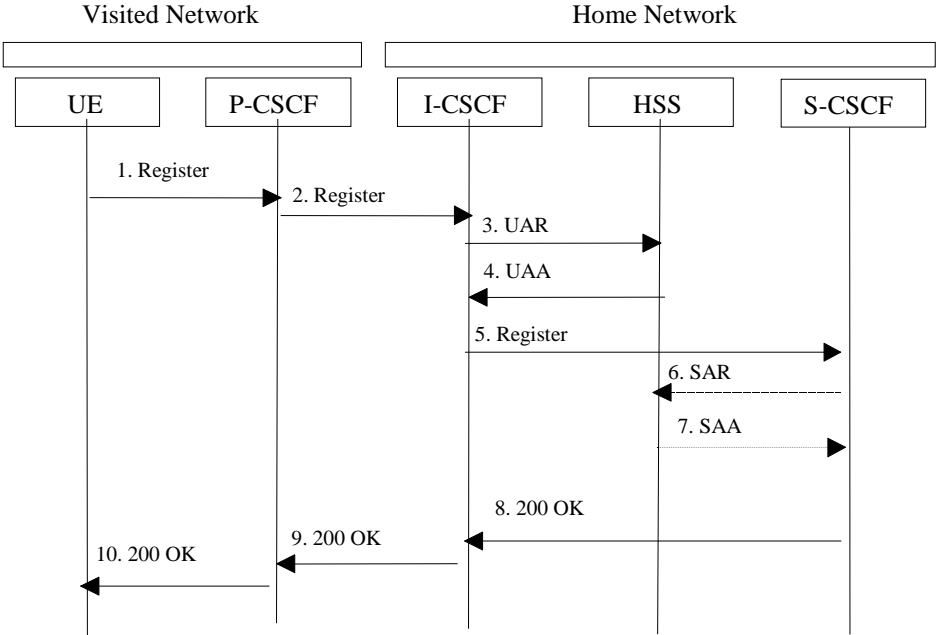 Visited Network
Home Network
UE
P-CSCF
I-CSCF
HSS
S-CSCF
1. Register
2. Register
3. UAR
4. UAA
5. Register
6. SAR
7. SAA
8. 200 OK
9. 200 OK
10. 200 OK